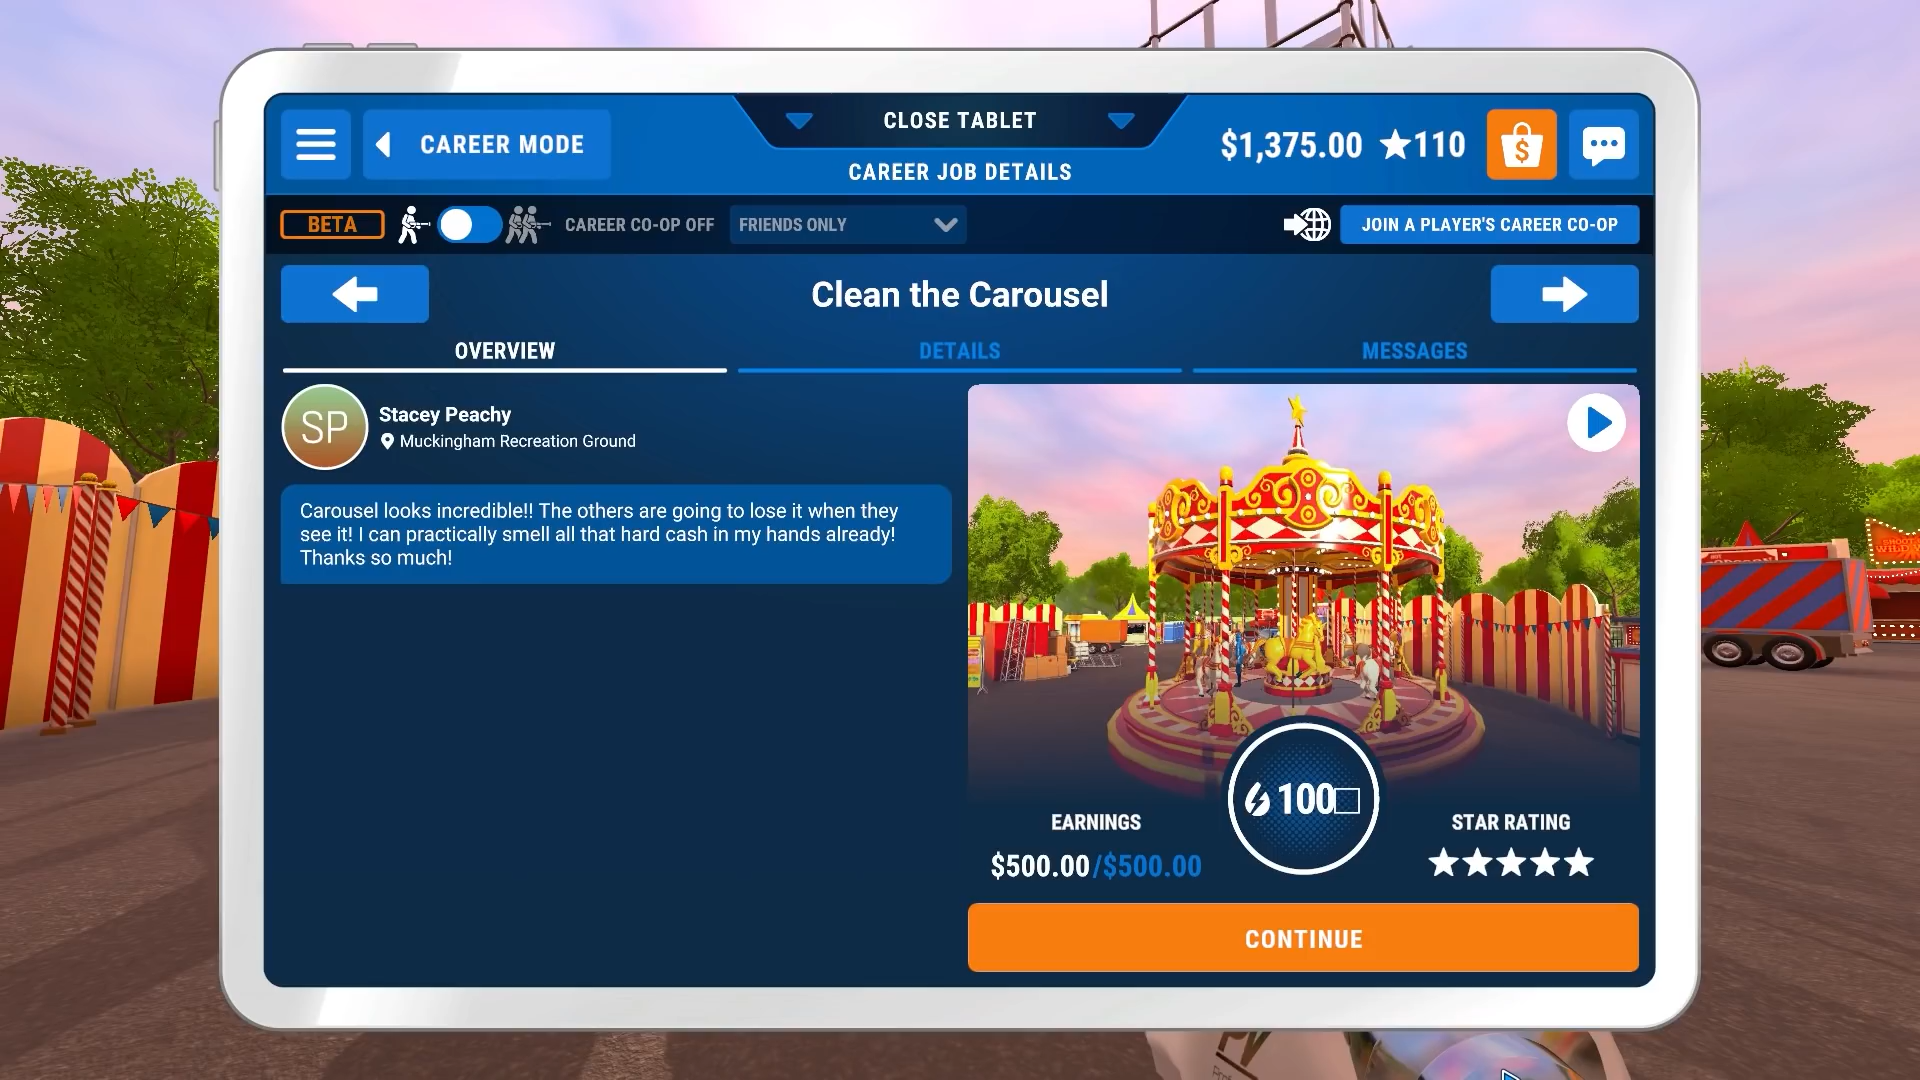 CLOSE TABLET
CAREER MODE
$1,375.00 ★110
CAREER JOB DETAILS
BETA
CAREER CO-OP OFF
FRIENDS ONLY
JOIN A PLAYER'S CAREER CO-OP
Clean the Carousel
OVERVIEW
DETAILS
MESSAGES
SP
Stacey Peachy
Muckingham Recreation Ground
Carousel looks incredible!! The others are going to lose it when they
see it! I can practically smell all that hard cash in my hands already!
Thanks so much!
100□
EARNINGS
$500.00/$500.00
STAR RATING
CONTINUE
PW